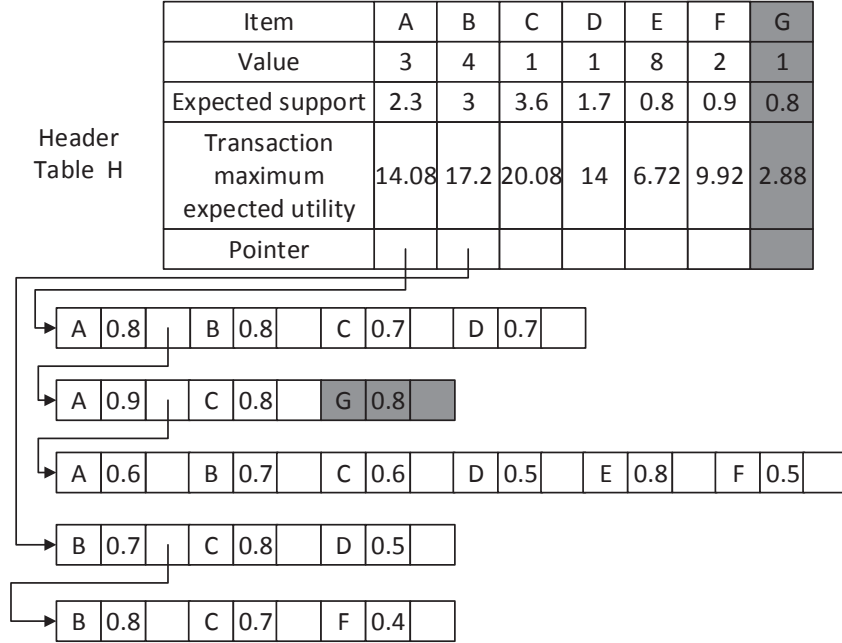 Item A B C D E F G
Value 3 4 1 1 8 2 1
Expected support 2.3 3 3.6 1.7 0.8 0.9 0.8
Header
Table H
Transaction
maximum
expected utility
14.08 17.2 20.08 14 6.72 9.92 2.88
Pointer
A 0.8 B 0.8 C 0.7 D 0.7
A 0.9 C 0.8 G 0.8
A 0.6 B 0.7 C 0.6 D 0.5 E 0.8 F 0.5
B 0.7 C 0.8 D 0.5
B 0.8 C 0.7 F 0.4